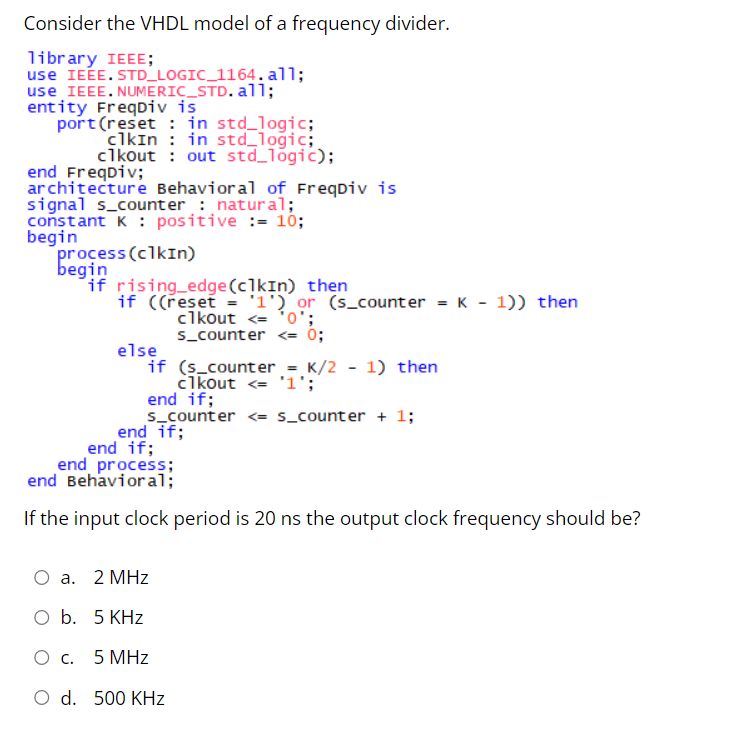 Consider the VHDL model of a frequency divider.
library IEEE;
use IEEE.STD_LOGIC_1164.all;
use IEEE.NUMERIC_STD.all;
entity FreqDiv is
port(reset : in std_logic;
clkIn : in std_logic;
clkout : out std_logic);
end FreqDiv;
architecture Behavioral of FreqDiv is
signal s_counter : natural;
constant K : positive := 10;
begin
process(clkIn)
begin
if rising_edge(clkIn) then
if ((reset = '1') or (s_counter = K - 1)) then
clkout <= '0';
s_counter <= 0;
else
if (s_counter = K/2 - 1) then
clkout <= '1';
end if;
s_counter <= s_counter + 1;
end if;
end if;
end process;
end Behavioral;
If the input clock period is 20 ns the output clock frequency should be?
a. 2 MHz
b. 5 KHz
c. 5 MHz
d. 500 KHz